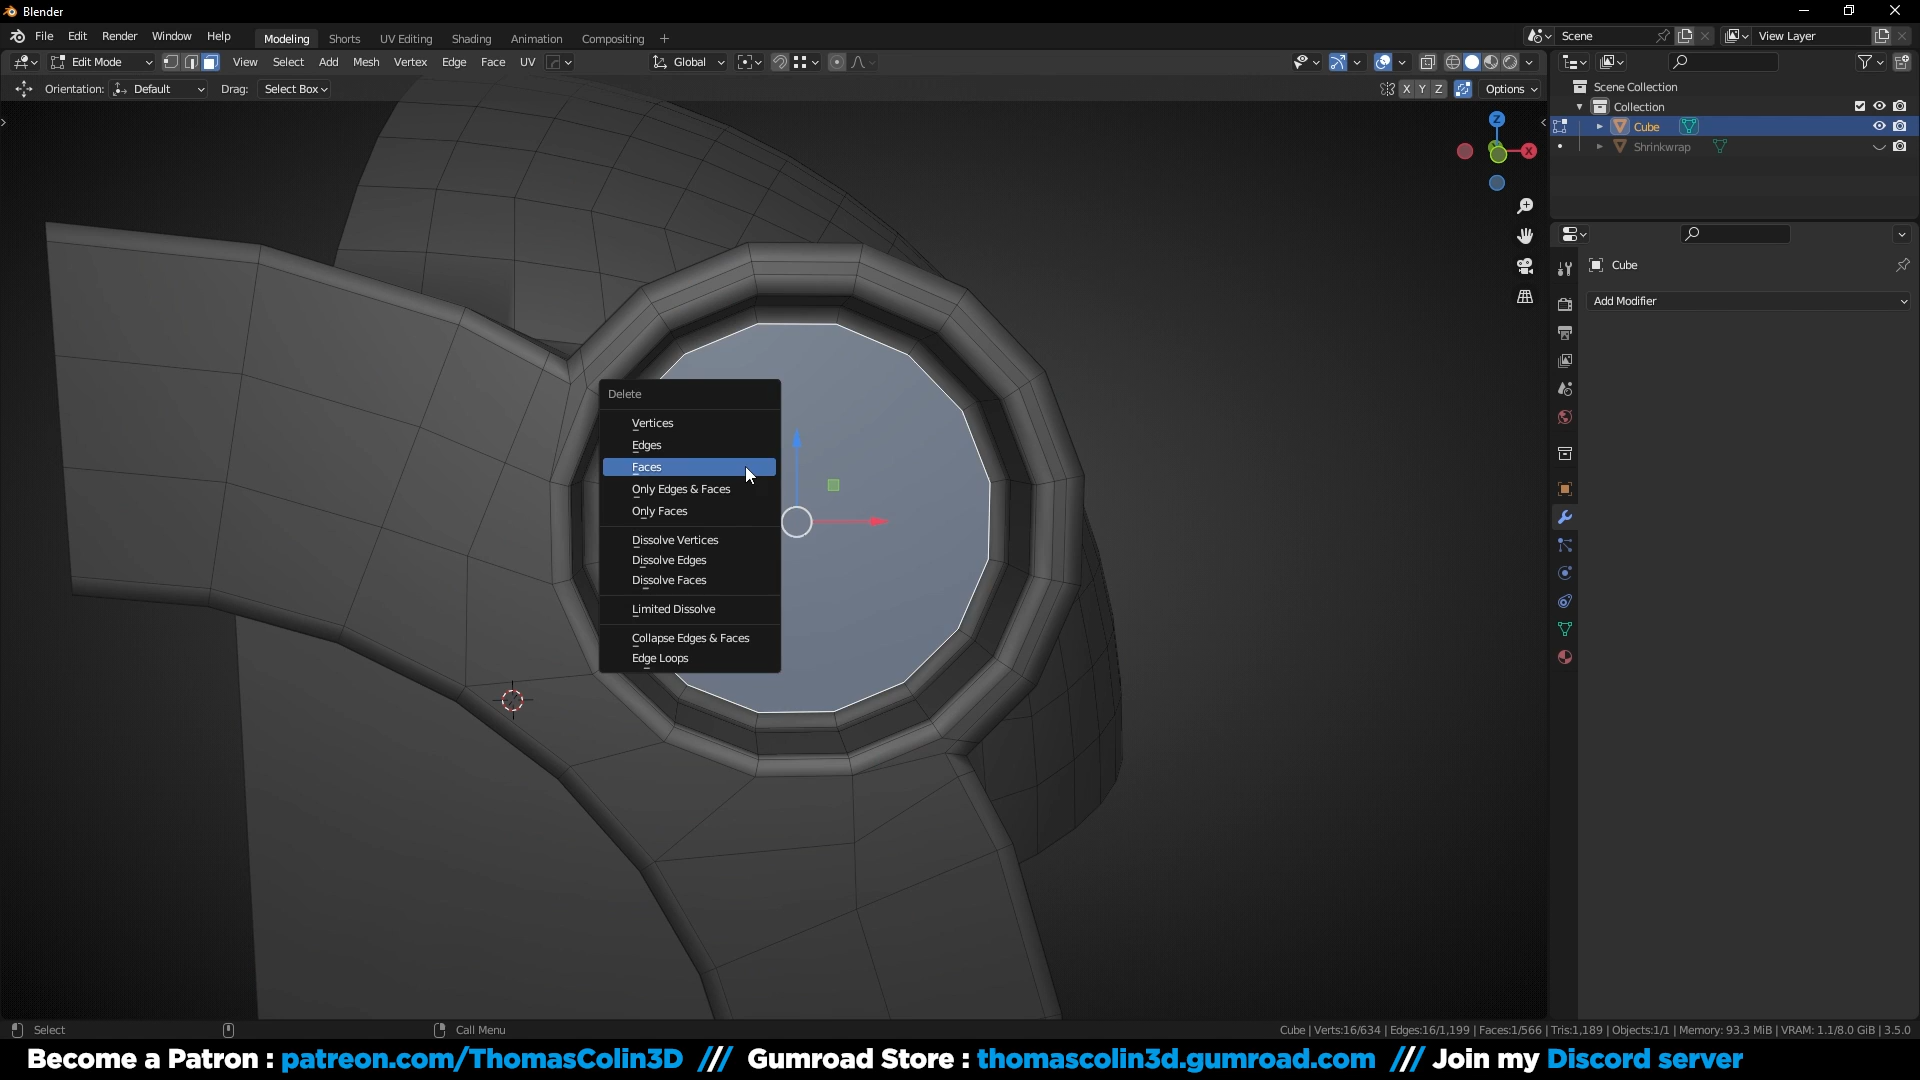 Blender
File Edit Render Window Help Modeling Shorts UV Editing Shading Animation Compositing + Scene View Layer
Edit Mode View Select Add Mesh Vertex Edge Face UV Global
Orientation: Default Drag: Select Box X Y Z Options
Scene Collection
Collection
Cube
Shrinkwrap
Z
X
Cube
Add Modifier
Delete
Vertices
Edges
Faces
Only Edges & Faces
Only Faces
Dissolve Vertices
Dissolve Edges
Dissolve Faces
Limited Dissolve
Collapse Edges & Faces
Edge Loops
Select Call Menu Cube | Verts:16/634 | Edges:16/1,199 | Faces:1/566 | Tris:1,189 | Objects:1/1 | Memory: 93.3 MiB | VRAM: 1.1/8.0 GiB | 3.5.0
Become a Patron : patreon.com/ThomasColin3D /// Gumroad Store : thomascolin3d.gumroad.com /// Join my Discord server